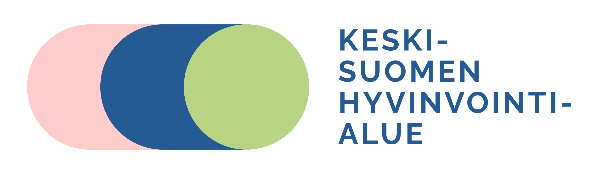 KESKI-
SUOMEN
HYVINVOINTI-
ALUE